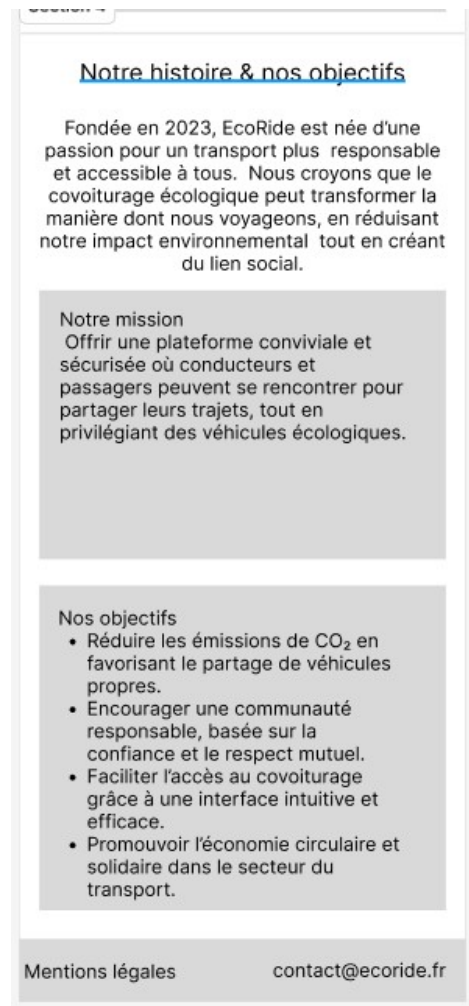 Notre histoire & nos objectifs
Fondée en 2023, EcoRide est née d’une
passion pour un transport plus responsable
et accessible à tous. Nous croyons que le
covoiturage écologique peut transformer la
manière dont nous voyageons, en réduisant
notre impact environnemental tout en créant
du lien social.
Notre mission
Offrir une plateforme conviviale et
sécurisée où conducteurs et
passagers peuvent se rencontrer pour
partager leurs trajets, tout en
privilégiant des véhicules écologiques.
Nos objectifs
• Réduire les émissions de CO₂ en
favorisant le partage de véhicules
propres.
• Encourager une communauté
responsable, basée sur la
confiance et le respect mutuel.
• Faciliter l’accès au covoiturage
grâce à une interface intuitive et
efficace.
• Promouvoir l’économie circulaire et
solidaire dans le secteur du
transport.
Mentions légales contact@ecoride.fr